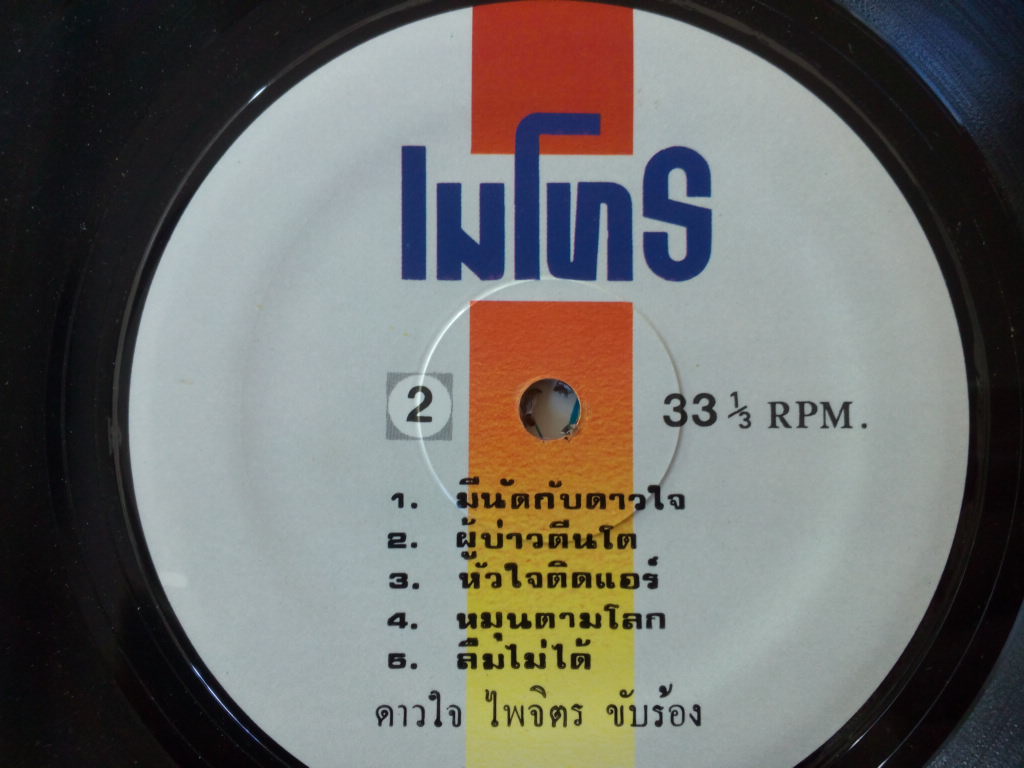 เมโทร
2 33 ⅓ RPM.
1. มีนัดกับดาวใจ
2. ผู้บ่าวตีนโต
3. หัวใจติดแอร์
4. หมุนตามโลก
5. ลืมไม่ได้
ดาวใจ ไพจิตร ขับร้อง